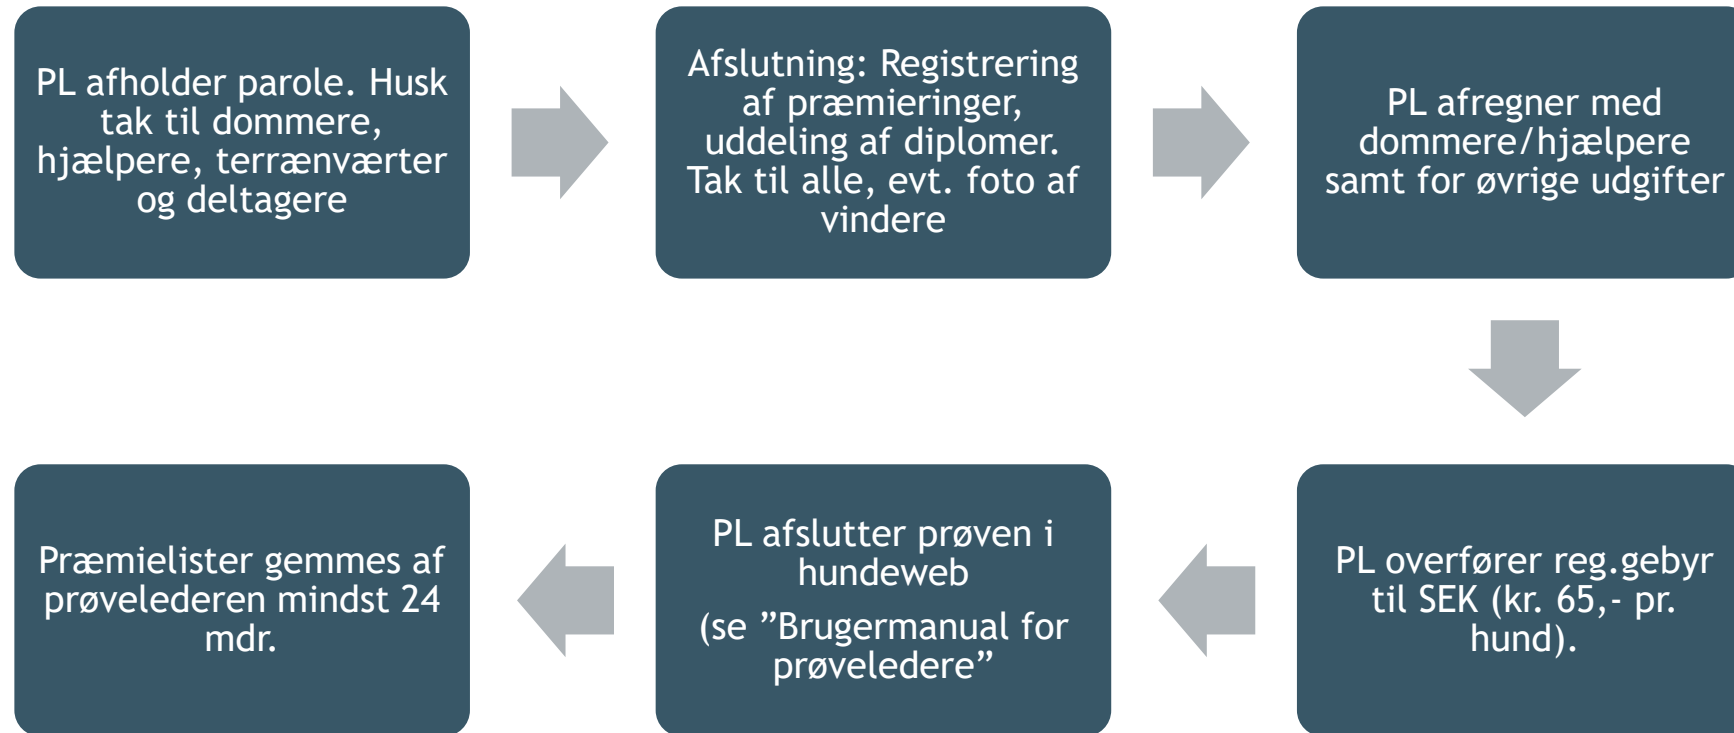 PL afholder parole. Husk
tak til dommere,
hjælpere, terrænværter
og deltagere
Afslutning: Registrering
af præmieringer,
uddeling af diplomer.
Tak til alle, evt. foto af
vindere
PL afregner med
dommere/hjælpere
samt for øvrige udgifter
PL overfører reg.gebyr
til SEK (kr. 65,- pr.
hund).
PL afslutter prøven i
hundeweb
(se ”Brugermanual for
prøveledere”
Præmielister gemmes af
prøvelederen mindst 24
mdr.